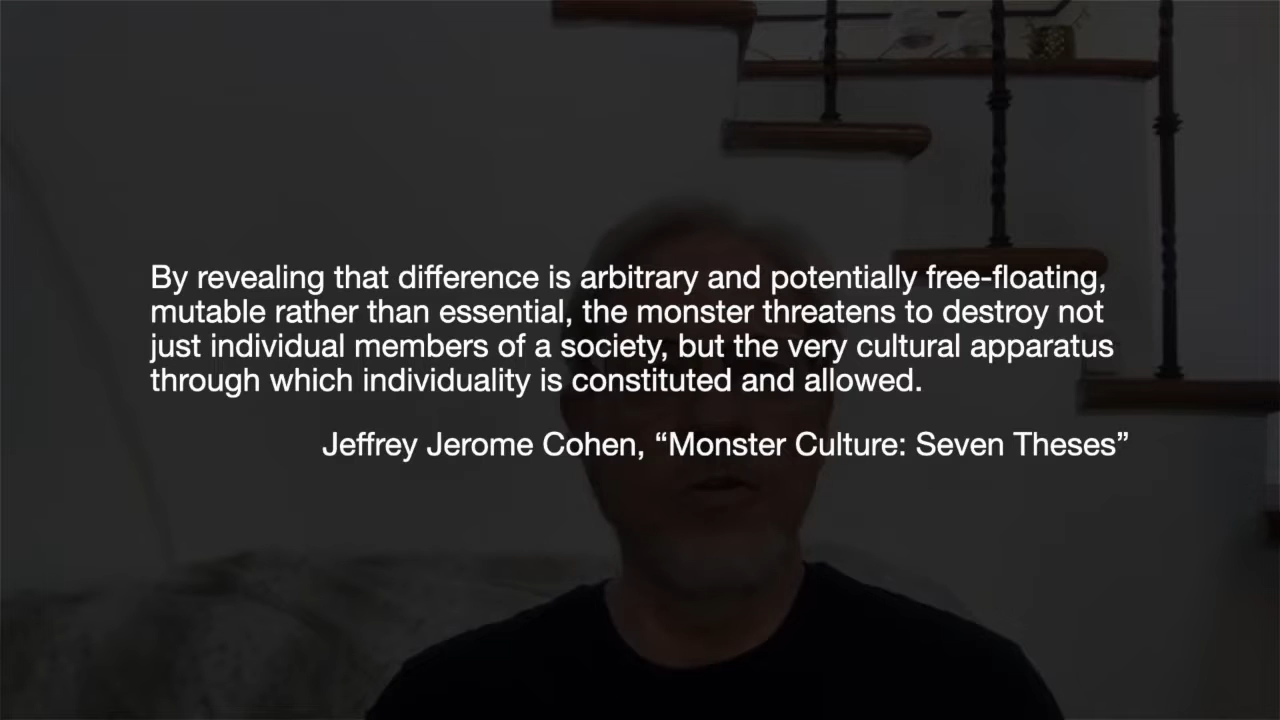 By revealing that difference is arbitrary and potentially free-floating,
mutable rather than essential, the monster threatens to destroy not
just individual members of a society, but the very cultural apparatus
through which individuality is constituted and allowed.
Jeffrey Jerome Cohen, “Monster Culture: Seven Theses”